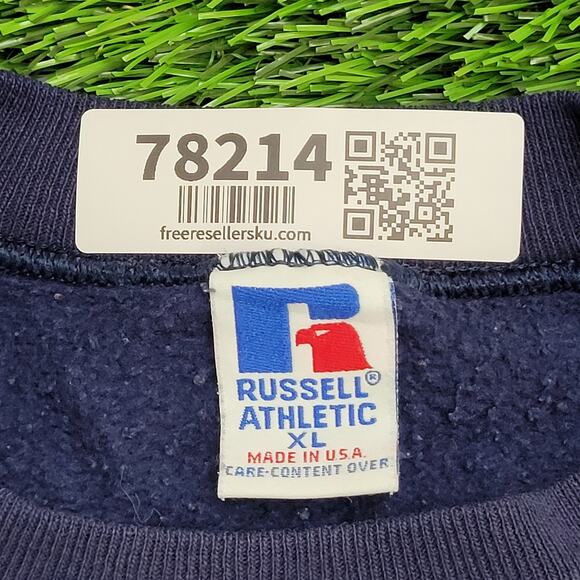 78214
freeresellersku.com
RUSSELL®
ATHLETIC
XL
MADE IN U.S.A.
CARE-CONTENT OVER